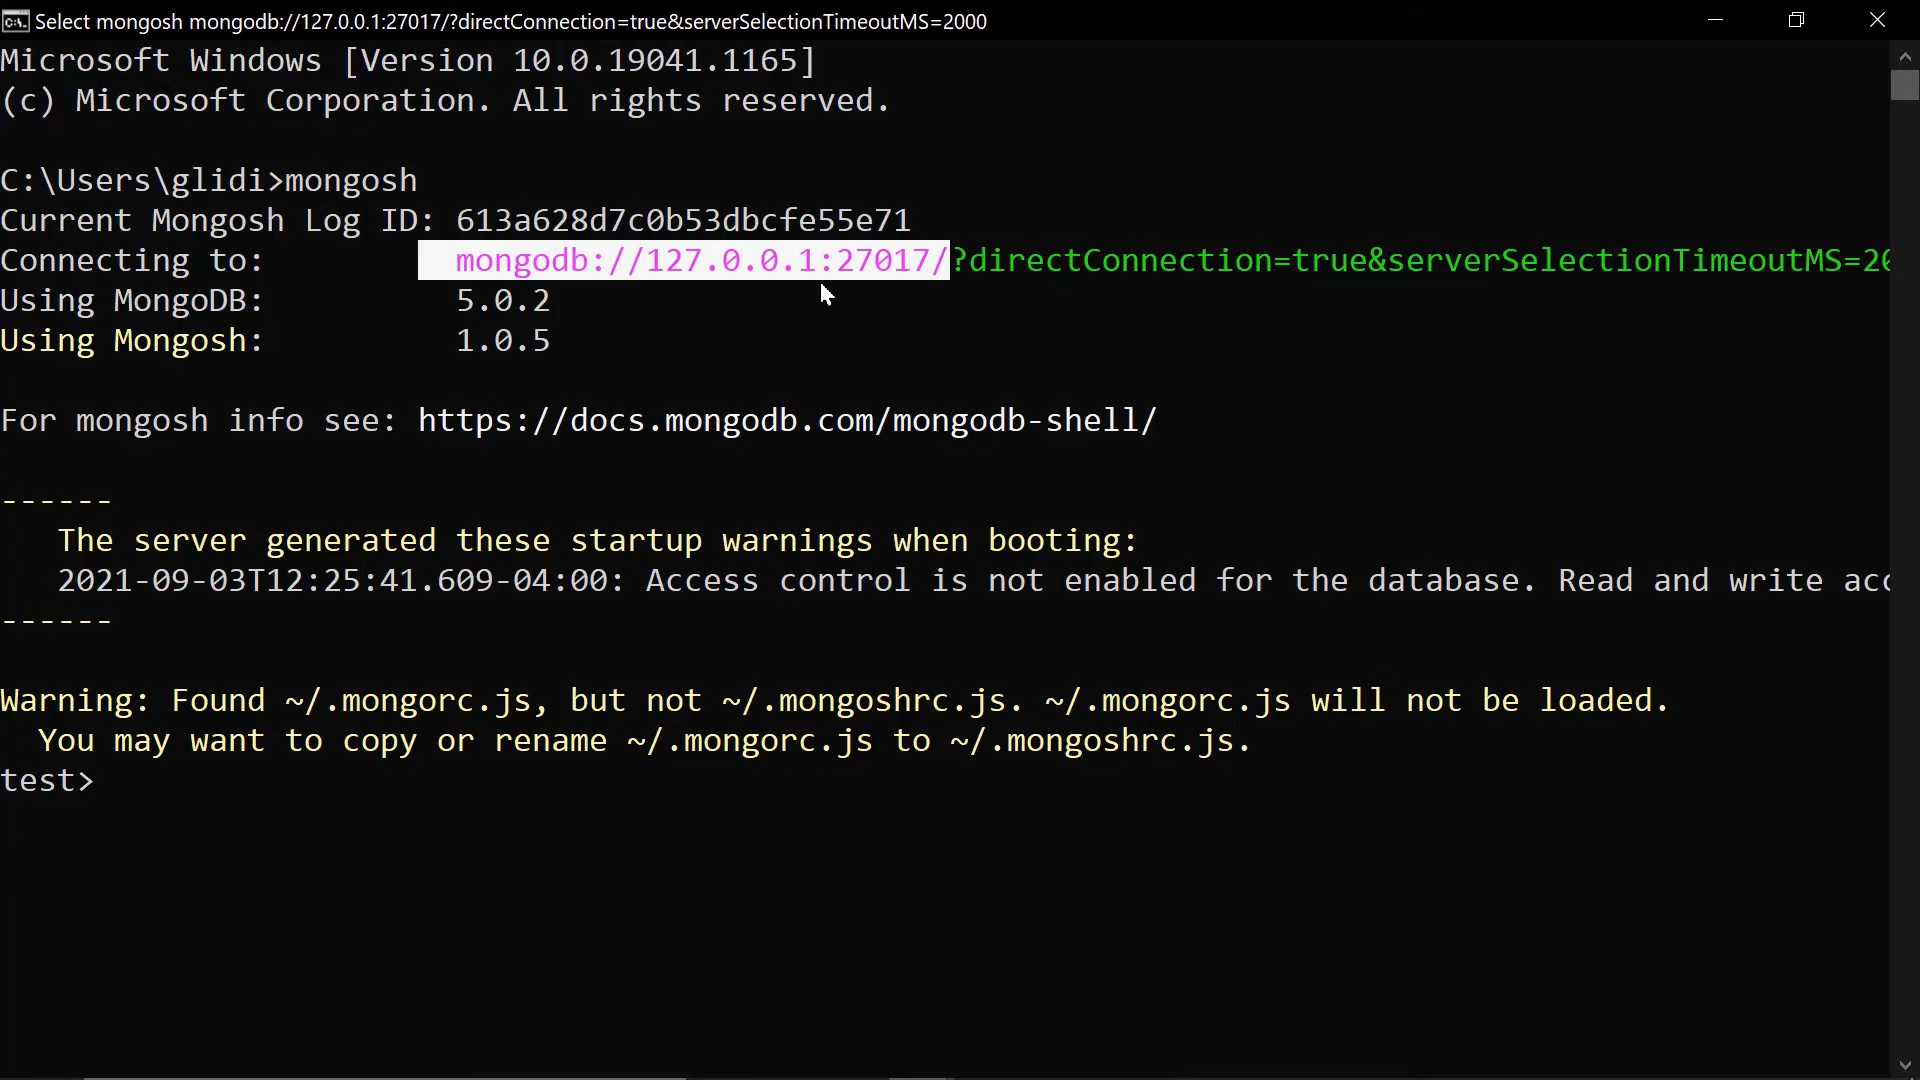 Select mongosh mongodb://127.0.0.1:27017/?directConnection=true&serverSelectionTimeoutMS=2000
Microsoft Windows [Version 10.0.19041.1165]
(c) Microsoft Corporation. All rights reserved.
C:\Users\glidi>mongosh
Current Mongosh Log ID: 613a628d7c0b53dbcfe55e71
Connecting to: mongodb://127.0.0.1:27017/?directConnection=true&serverSelectionTimeoutMS=20
Using MongoDB: 5.0.2
Using Mongosh: 1.0.5
For mongosh info see: https://docs.mongodb.com/mongodb-shell/
------
The server generated these startup warnings when booting:
2021-09-03T12:25:41.609-04:00: Access control is not enabled for the database. Read and write acc
------
Warning: Found ~/.mongorc.js, but not ~/.mongoshrc.js. ~/.mongorc.js will not be loaded.
You may want to copy or rename ~/.mongorc.js to ~/.mongoshrc.js.
test>